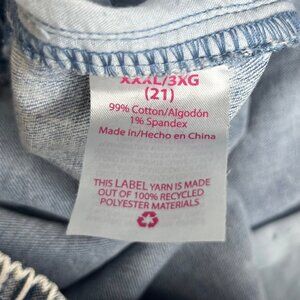 XXXL/3XG
(21)
99% Cotton/Algodón
1% Spandex
Made in/Hecho en China
THIS LABEL YARN IS MADE
OUT OF 100% RECYCLED
POLYESTER MATERIALS